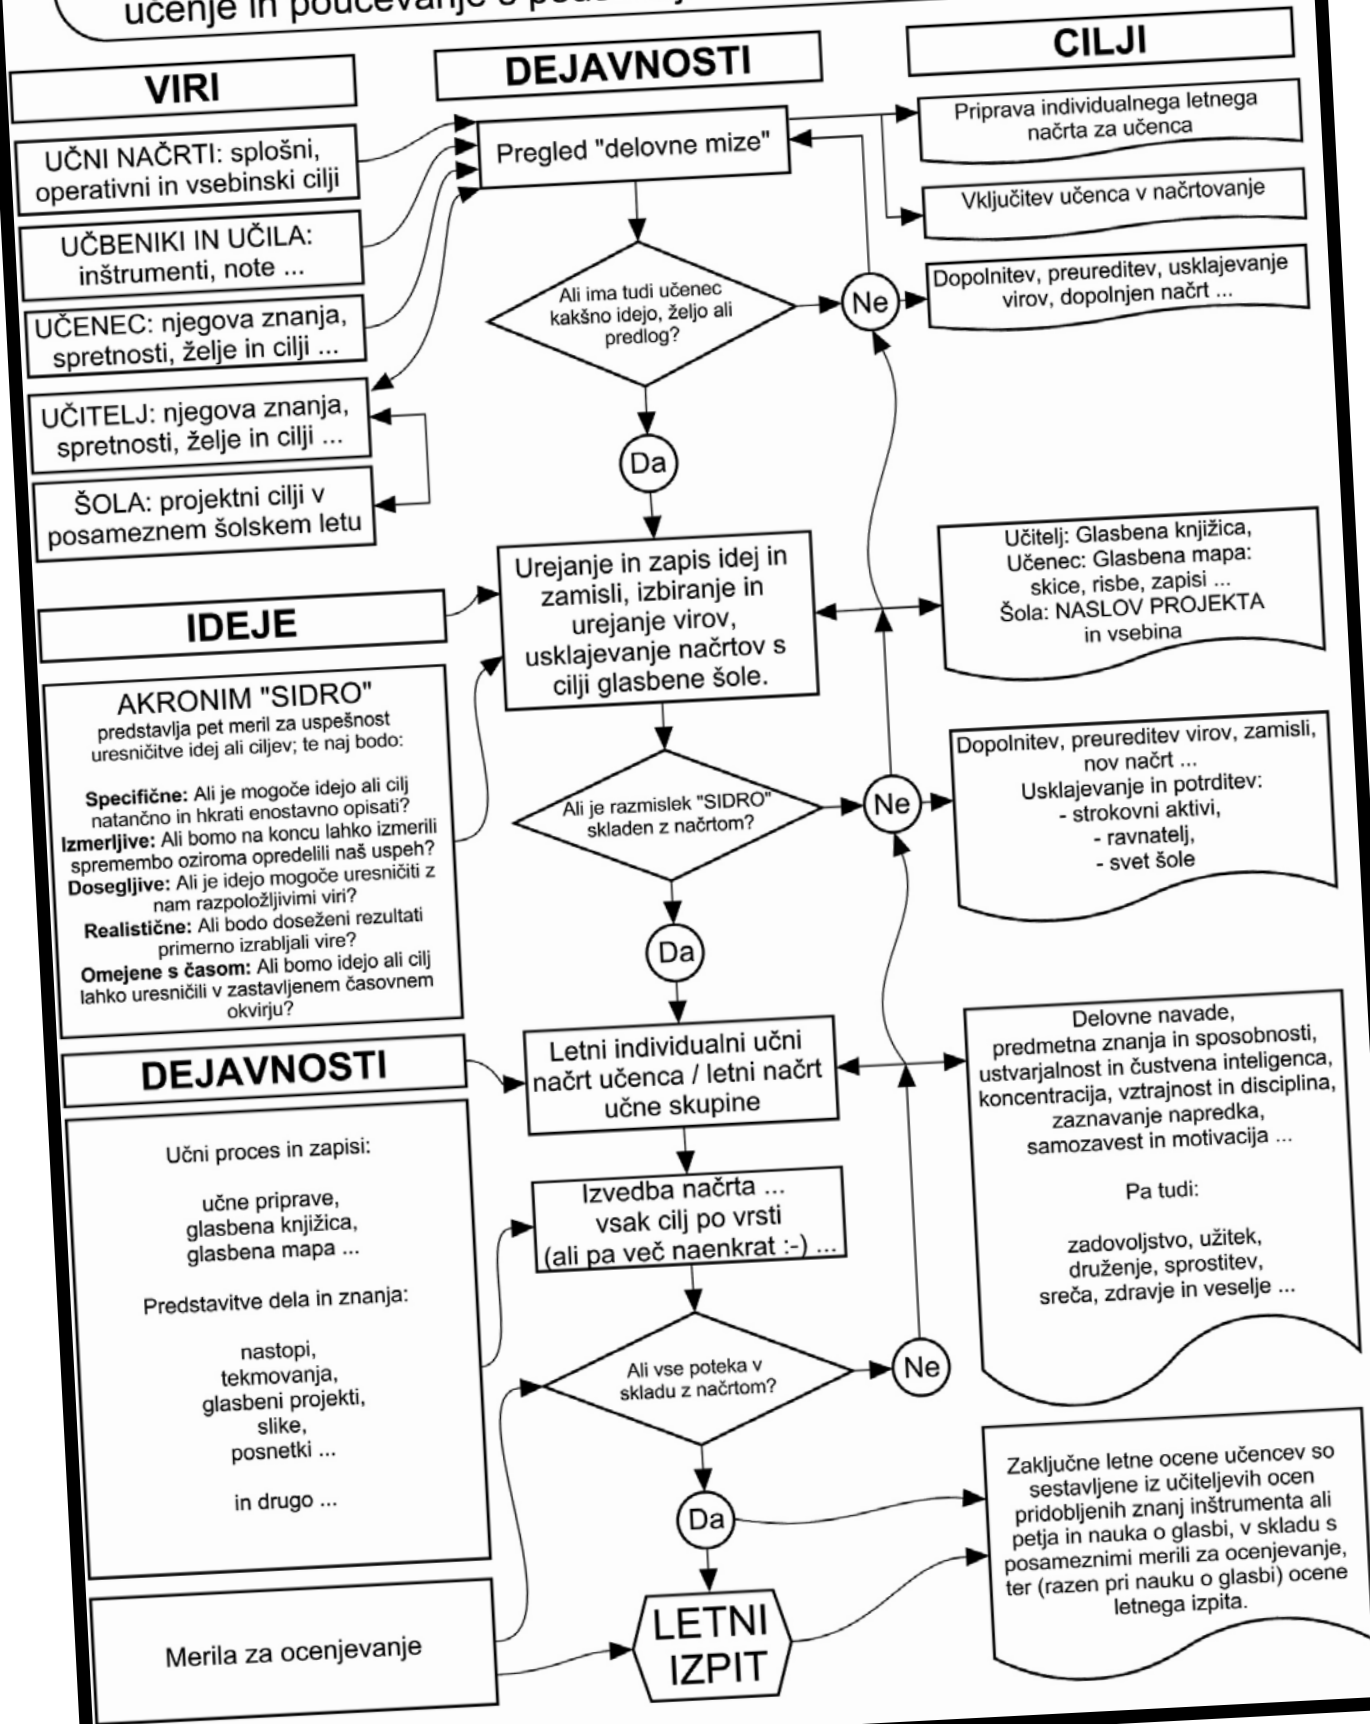 učenje in poučevanje s
VIRI
DEJAVNOSTI
CILJI
UČNI NAČRTI: splošni,
operativni in vsebinski cilji
UČBENIKI IN UČILA:
inštrumenti, note ...
UČENEC: njegova znanja,
spretnosti, želje in cilji ...
UČITELJ: njegova znanja,
spretnosti, želje in cilji ...
ŠOLA: projektni cilji v
posameznem šolskem letu
Pregled "delovne mize"
Priprava individualnega letnega
načrta za učenca
Vključitev učenca v načrtovanje
Ali ima tudi učenec
kakšno idejo, željo ali
predlog?
Ne
Dopolnitev, preureditev, usklajevanje
virov, dopolnjen načrt ...
Da
IDEJE
Urejanje in zapis idej in
zamisli, izbiranje in
urejanje virov,
usklajevanje načrtov s
cilji glasbene šole.
Učitelj: Glasbena knjižica,
Učenec: Glasbena mapa:
skice, risbe, zapisi ...
Šola: NASLOV PROJEKTA
in vsebina
AKRONIM "SIDRO"
predstavlja pet meril za uspešnost
uresničitve idej ali ciljev; te naj bodo:
Specifične: Ali je mogoče idejo ali cilj
natančno in hkrati enostavno opisati?
Izmerljive: Ali bomo na koncu lahko izmerili
spremembo oziroma opredelili naš uspeh?
Dosegljive: Ali je idejo mogoče uresničiti z
nam razpoložljivimi viri?
Realistične: Ali bodo doseženi rezultati
primerno izrabljali vire?
Omejene s časom: Ali bomo idejo ali cilj
lahko uresničili v zastavljenem časovnem
okvirju?
Ali je razmislek "SIDRO"
skladen z načrtom?
Ne
Dopolnitev, preureditev virov, zamisli,
nov načrt ...
Usklajevanje in potrditev:
- strokovni aktivi,
- ravnatelj,
- svet šole
Da
DEJAVNOSTI
Letni individualni učni
načrt učenca / letni načrt
učne skupine
Delovne navade,
predmetna znanja in sposobnosti,
ustvarjalnost in čustvena inteligenca,
koncentracija, vztrajnost in disciplina,
zaznavanje napredka,
samozavest in motivacija ...
Pa tudi:
zadovoljstvo, užitek,
druženje, sprostitev,
sreča, zdravje in veselje ...
Učni proces in zapisi:
učne priprave,
glasbena knjižica,
glasbena mapa ...
Predstavitve dela in znanja:
nastopi,
tekmovanja,
glasbeni projekti,
slike,
posnetki ...
in drugo ...
Izvedba načrta ...
vsak cilj po vrsti
(ali pa več naenkrat :-) ...
Ali vse poteka v
skladu z načrtom?
Ne
Da
Zaključne letne ocene učencev so
sestavljene iz učiteljevih ocen
pridobljenih znanj inštrumenta ali
petja in nauka o glasbi, v skladu s
posameznimi merili za ocenjevanje,
ter (razen pri nauku o glasbi) ocene
letnega izpita.
Merila za ocenjevanje
LETNI
IZPIT